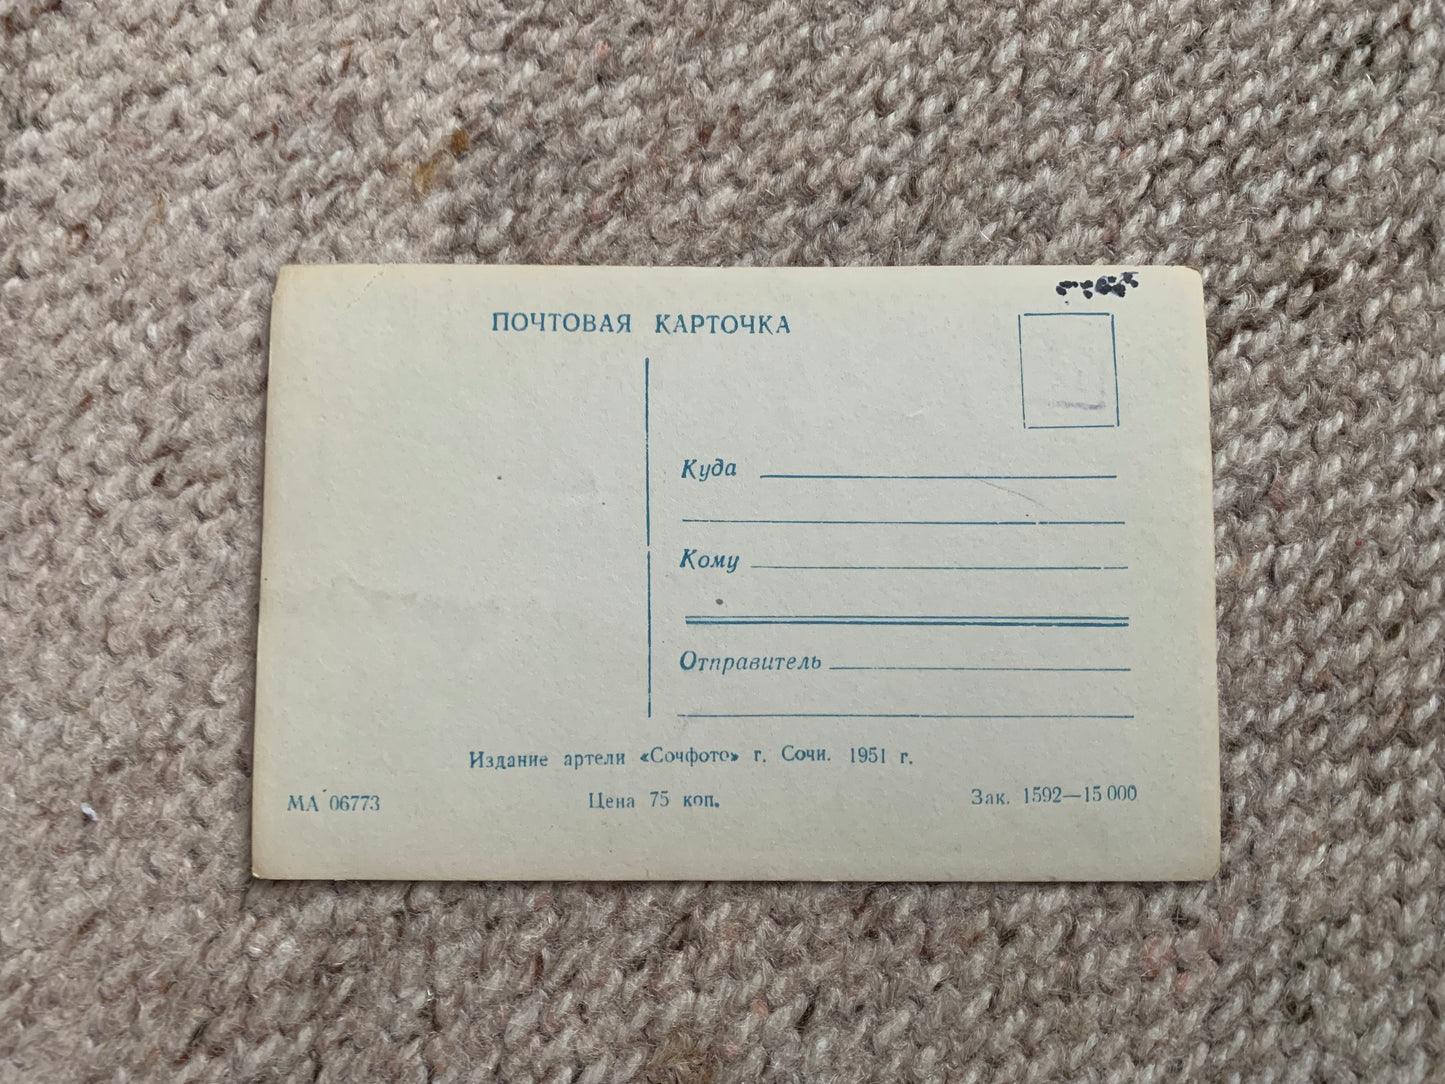 ПОЧТОВАЯ КАРТОЧКА
Куда
Кому
Отправитель
Издание артели «Сочфото» г. Сочи. 1951 г.
МА 06773
Цена 75 коп.
Зак. 1592—15 000